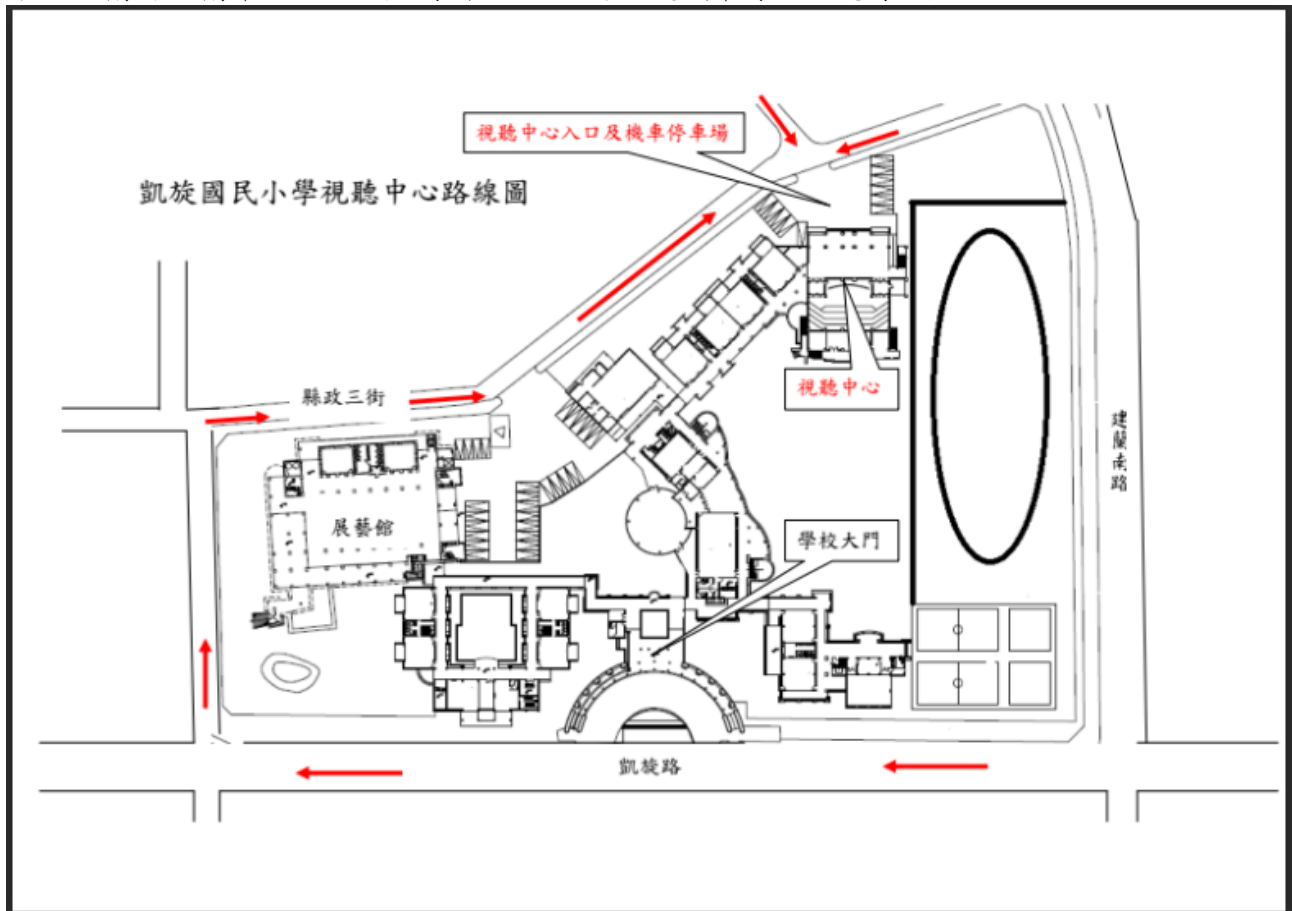 視聽中心入口及機車停車場
凱旋國民小學視聽中心路線圖
視聽中心
縣政三街
建蘭南路
展藝館
學校大門
凱旋路